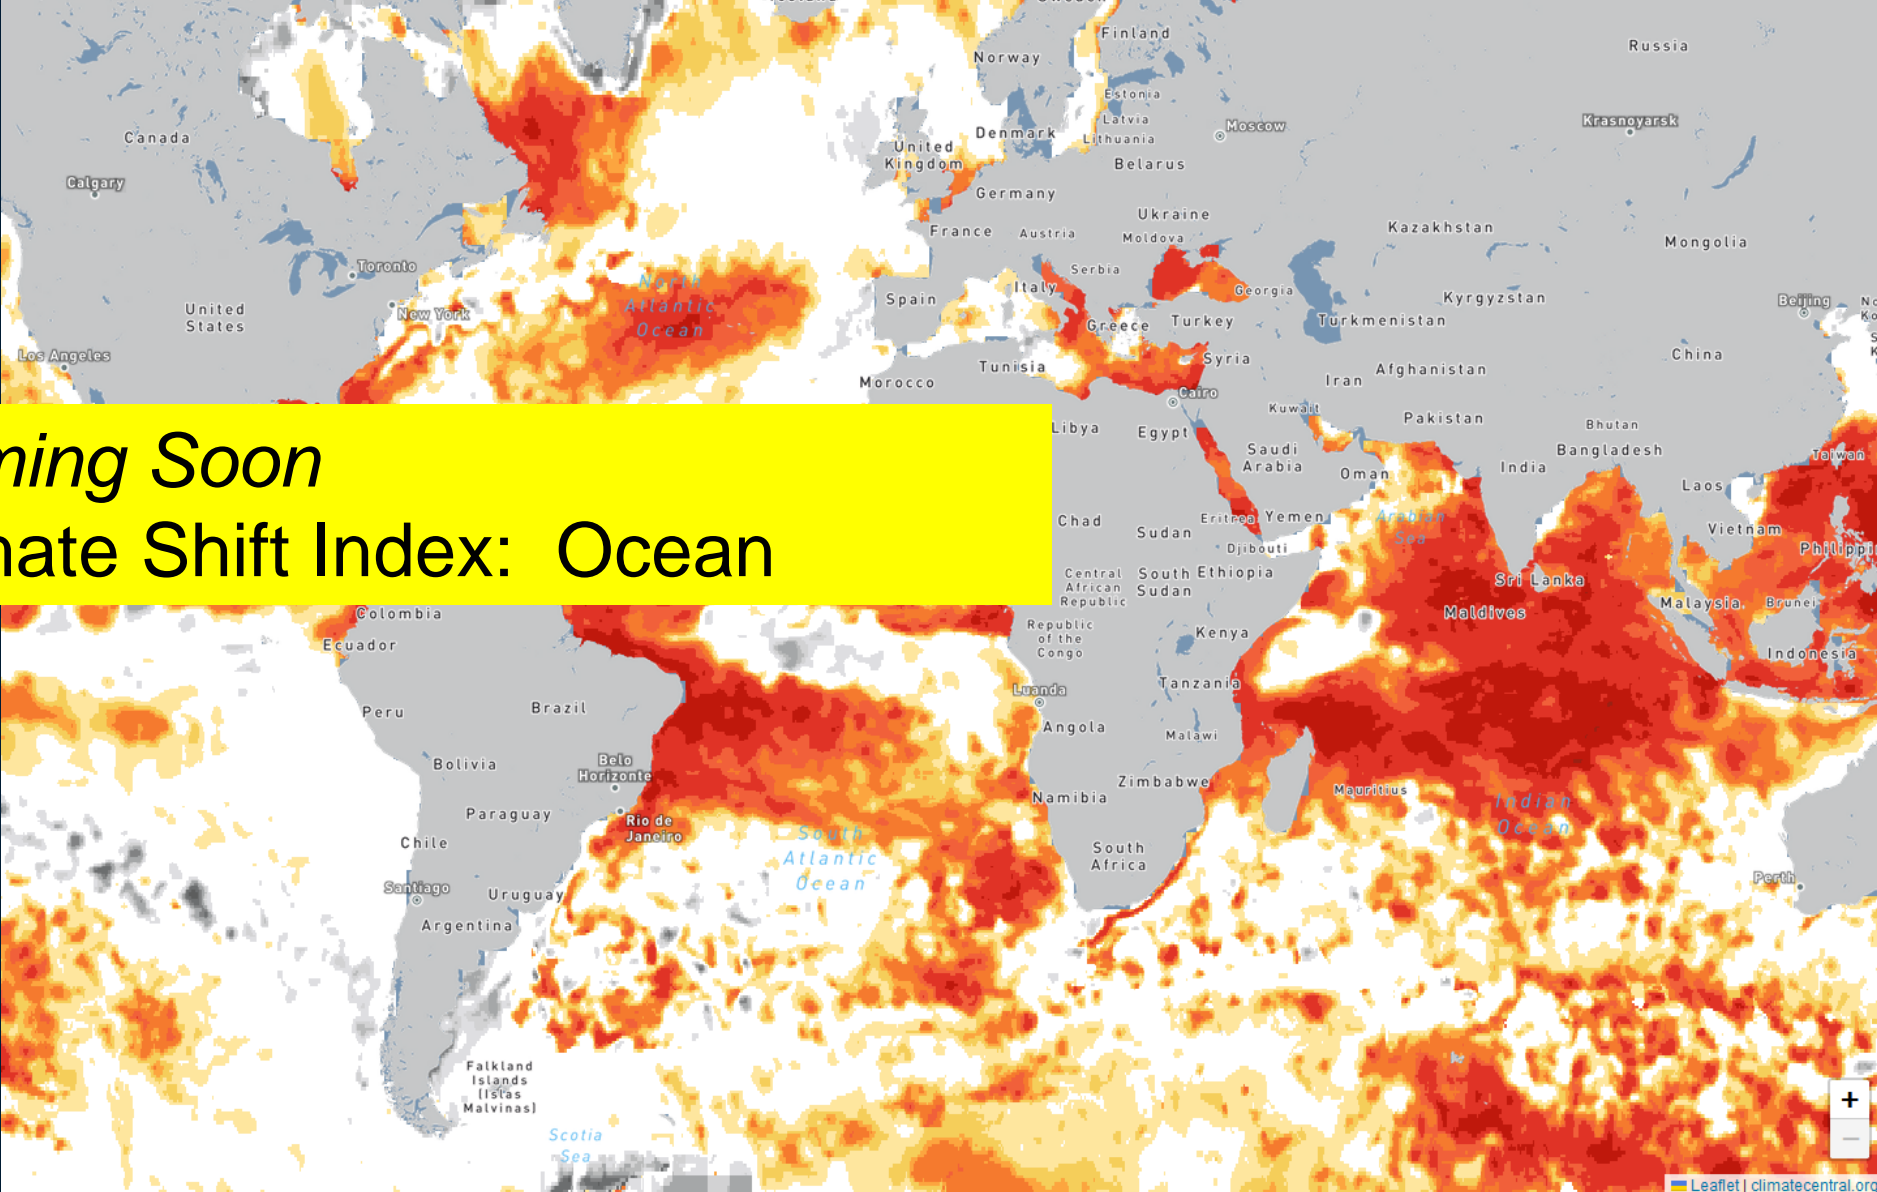 Finland
Russia
Norway
Estonia
Latvia
Lithuania
Moscow
Krasnoyarsk
Canada
Denmark
United
Kingdom
Belarus
Calgary
Germany
Ukraine
France
Austria
Moldova
Kazakhstan
Mongolia
Toronto
Serbia
North
Atlantic
Ocean
Italy
Spain
Georgia
Kyrgyzstan
Beijing
United
States
New York
Greece
Turkey
Turkmenistan
Los Angeles
Syria
China
Tunisia
Afghanistan
Morocco
Iran
Cairo
Kuwait
Pakistan
Bhutan
Libya
Egypt
Saudi
Arabia
Bangladesh
Taiwan
ming Soon
Oman
India
Laos
Chad
Eritrea
Yemen
Arabian
Sea
Sudan
Vietnam
nate Shift Index: Ocean
Djibouti
Philippi
Central
African
Republic
South
Sudan
Ethiopia
Sri Lanka
Malaysia
Brunei
Colombia
Maldives
Republic
of the
Congo
Kenya
Ecuador
Indonesia
Luanda
Tanzania
Peru
Brazil
Angola
Malawi
Bolivia
Belo
Horizonte
Zimbabwe
Namibia
Mauritius
Indian
Ocean
Paraguay
Rio de
Janeiro
South
Atlantic
Ocean
Chile
South
Africa
Santiago
Uruguay
Perth
Argentina
Falkland
Islands
(Islas
Malvinas)
Scotia
Sea
+
−
Leaflet | climatecentral.org